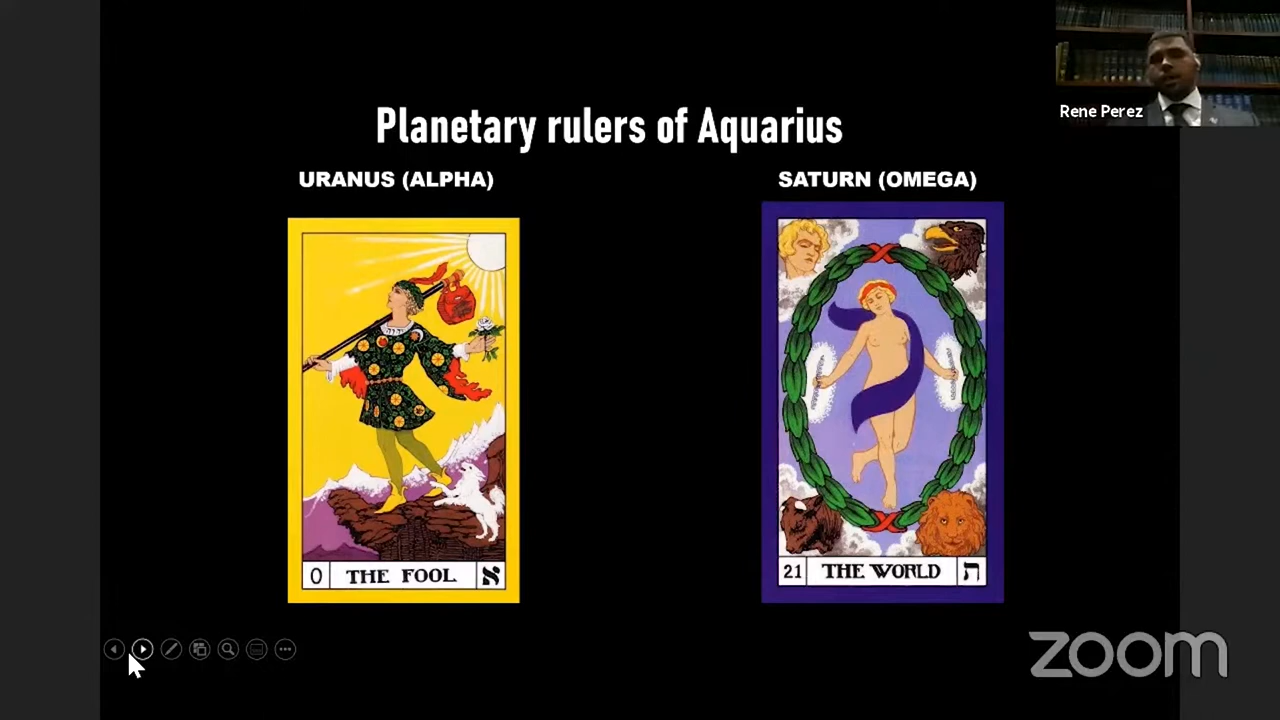 Rene Perez
Planetary rulers of Aquarius
URANUS (ALPHA)
SATURN (OMEGA)
0 THE FOOL א
21 THE WORLD ת
zoom